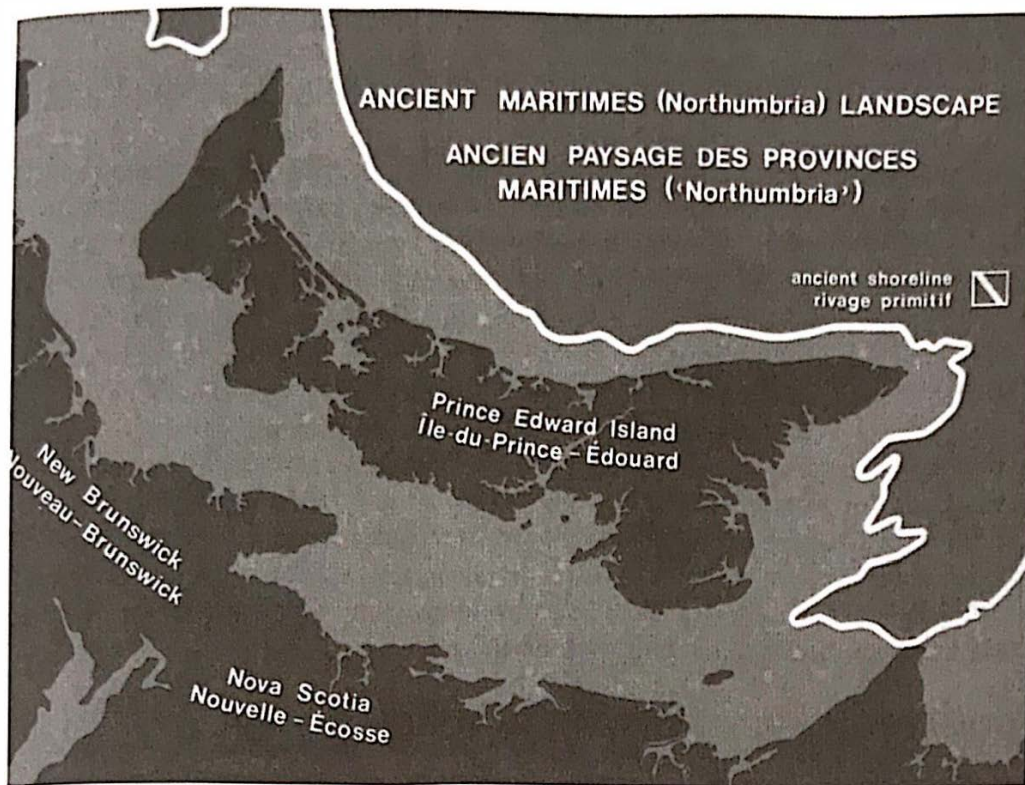 ANCIENT MARITIMES (Northumbria) LANDSCAPE
ANCIEN PAYSAGE DES PROVINCES
MARITIMES (‘Northumbria’)
ancient shoreline
rivage primitif
Prince Edward Island
Île-du-Prince-Édouard
New Brunswick
Nouveau-Brunswick
Nova Scotia
Nouvelle-Écosse